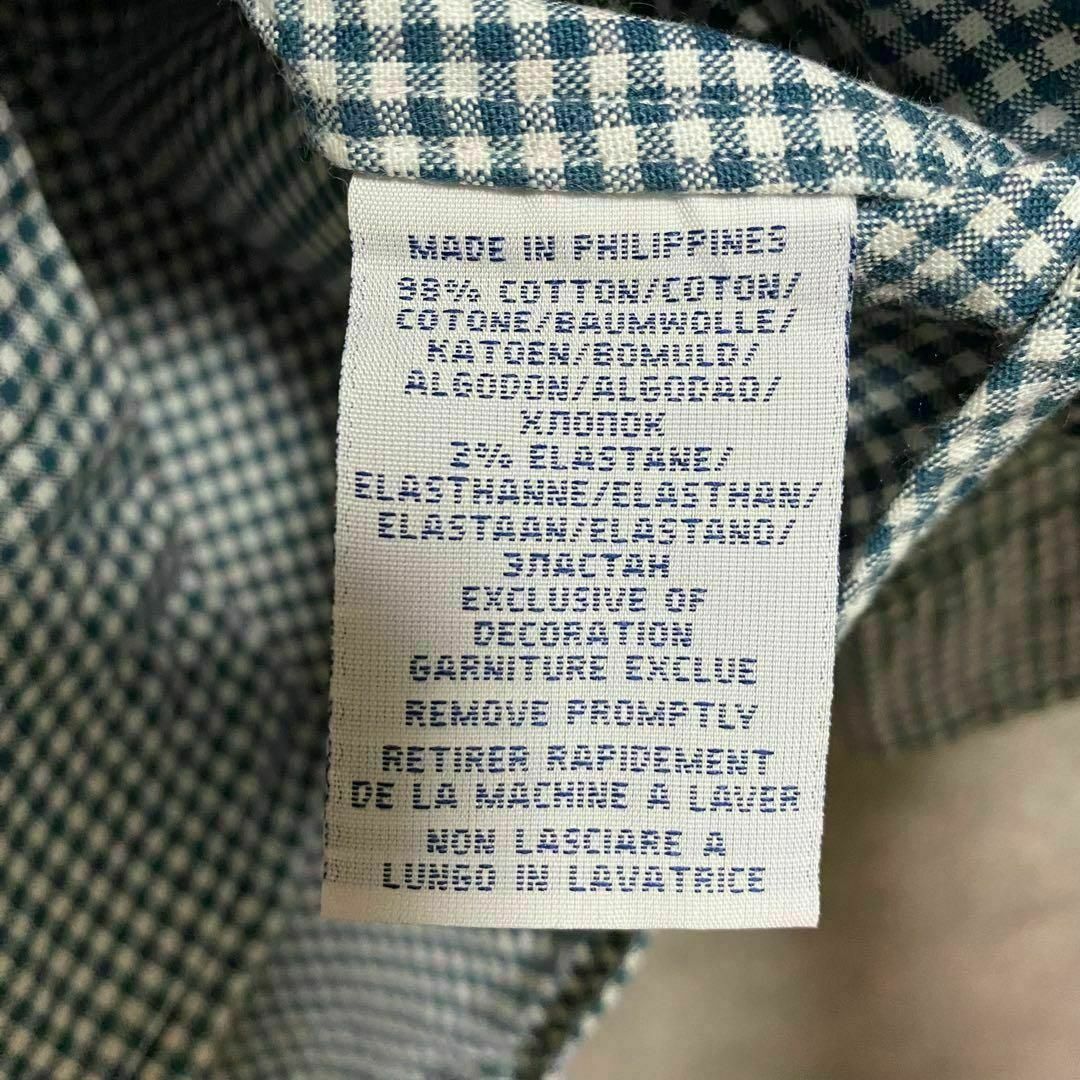 MADE IN PHILIPPINES
98% COTTON/COTON/
COTONE/BAUMWOLLE/
KATOEN/BOMULD/
ALGODON/ALGODAO/
ХЛОПОК
2% ELASTANE/
ELASTHANNE/ELASTHAN/
ELASTAAN/ELASTANO/
ЭЛАСТАН
EXCLUSIVE OF
DECORATION
GARNITURE EXCLUE
REMOVE PROMPTLY
RETIRER RAPIDEMENT
DE LA MACHINE A LAVER
NON LASCIARE A
LUNGO IN LAVATRICE